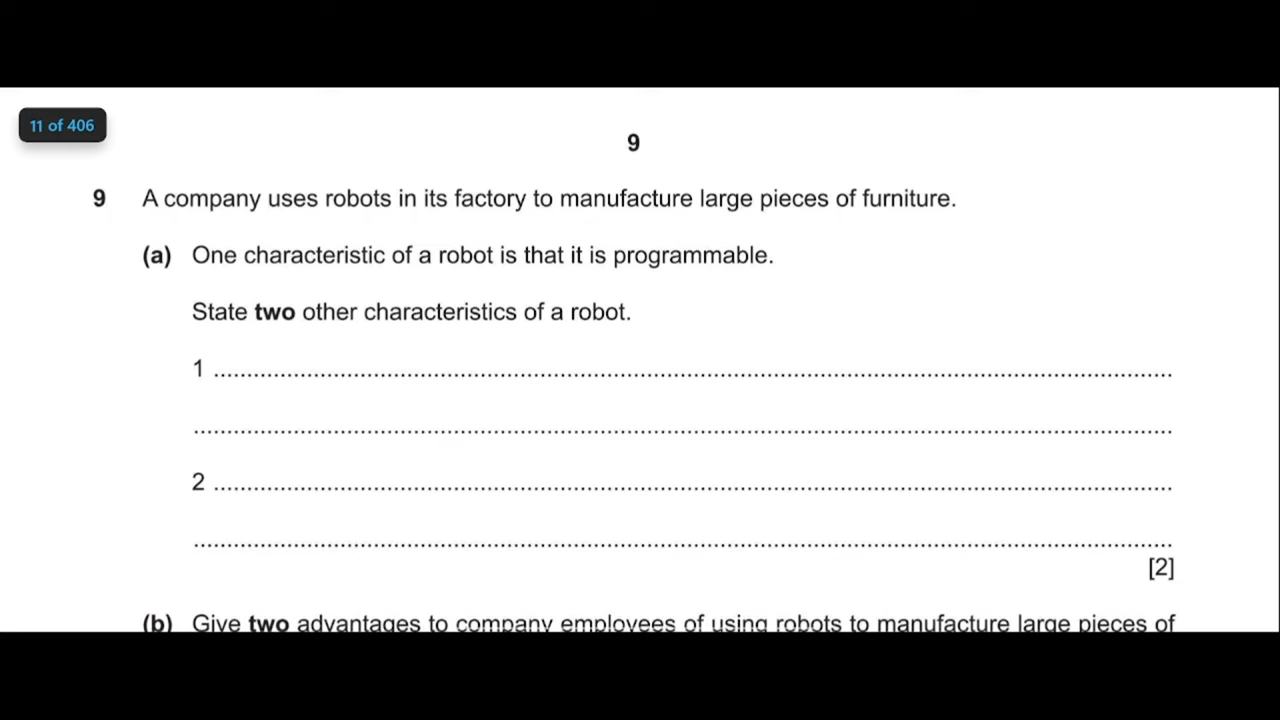 11 of 406
9
9 A company uses robots in its factory to manufacture large pieces of furniture.
(a) One characteristic of a robot is that it is programmable.
State two other characteristics of a robot.
1 ................................................................
................................................................
2 ................................................................
................................................................
[2]
(b) Give two advantages to company employees of using robots to manufacture large pieces of